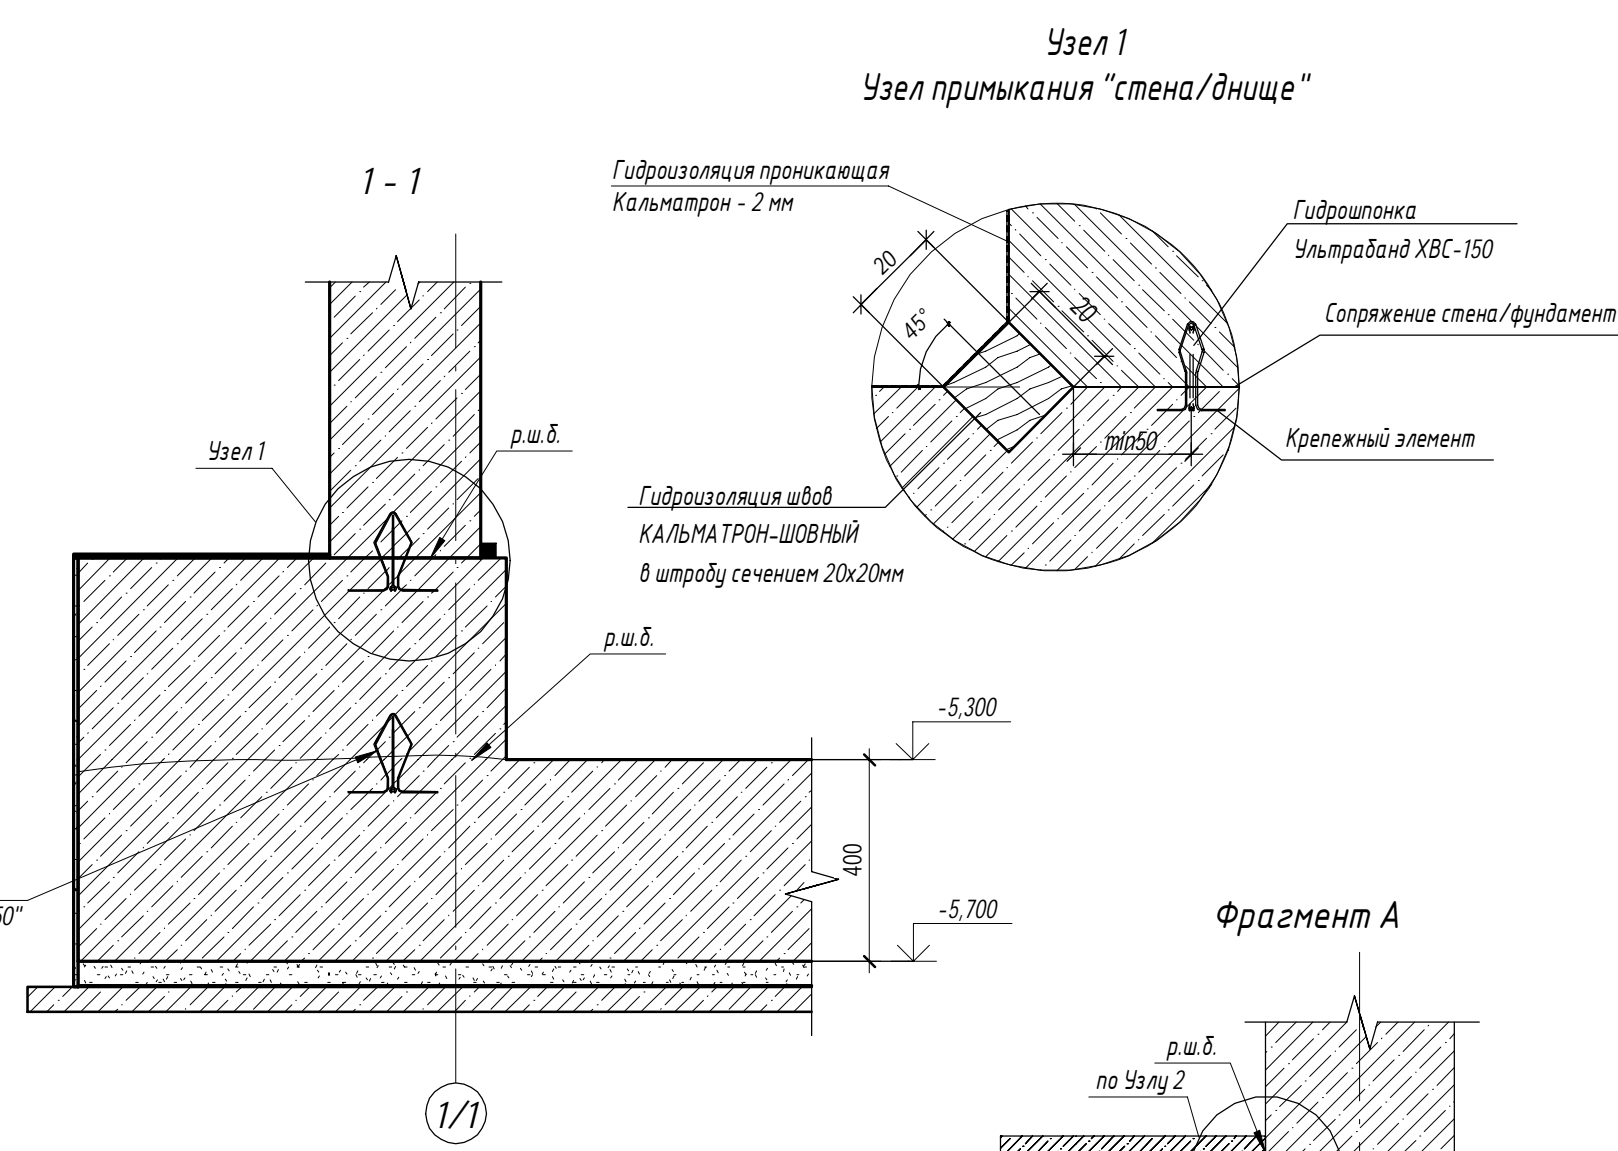 Узел 1
Узел примыкания "стена/днище"
1 - 1
Гидроизоляция проникающая
Кальматрон - 2 мм
Гидрошпонка
Ультрабанд ХВС-150
Сопряжение стена/фундамент
20
20
45°
min50
Крепежный элемент
Гидроизоляция швов
КАЛЬМАТРОН-ШОВНЫЙ
в штробу сечением 20х20мм
Узел 1
р.ш.б.
р.ш.б.
-5,300
400
-5,700
50"
1/1
Фрагмент А
р.ш.б.
по Узлу 2